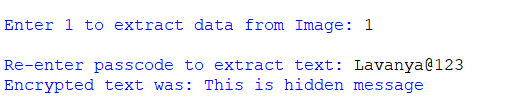 Enter 1 to extract data from Image: 1
Re-enter passcode to extract text: Lavanya@123
Encrypted text was: This is hidden message